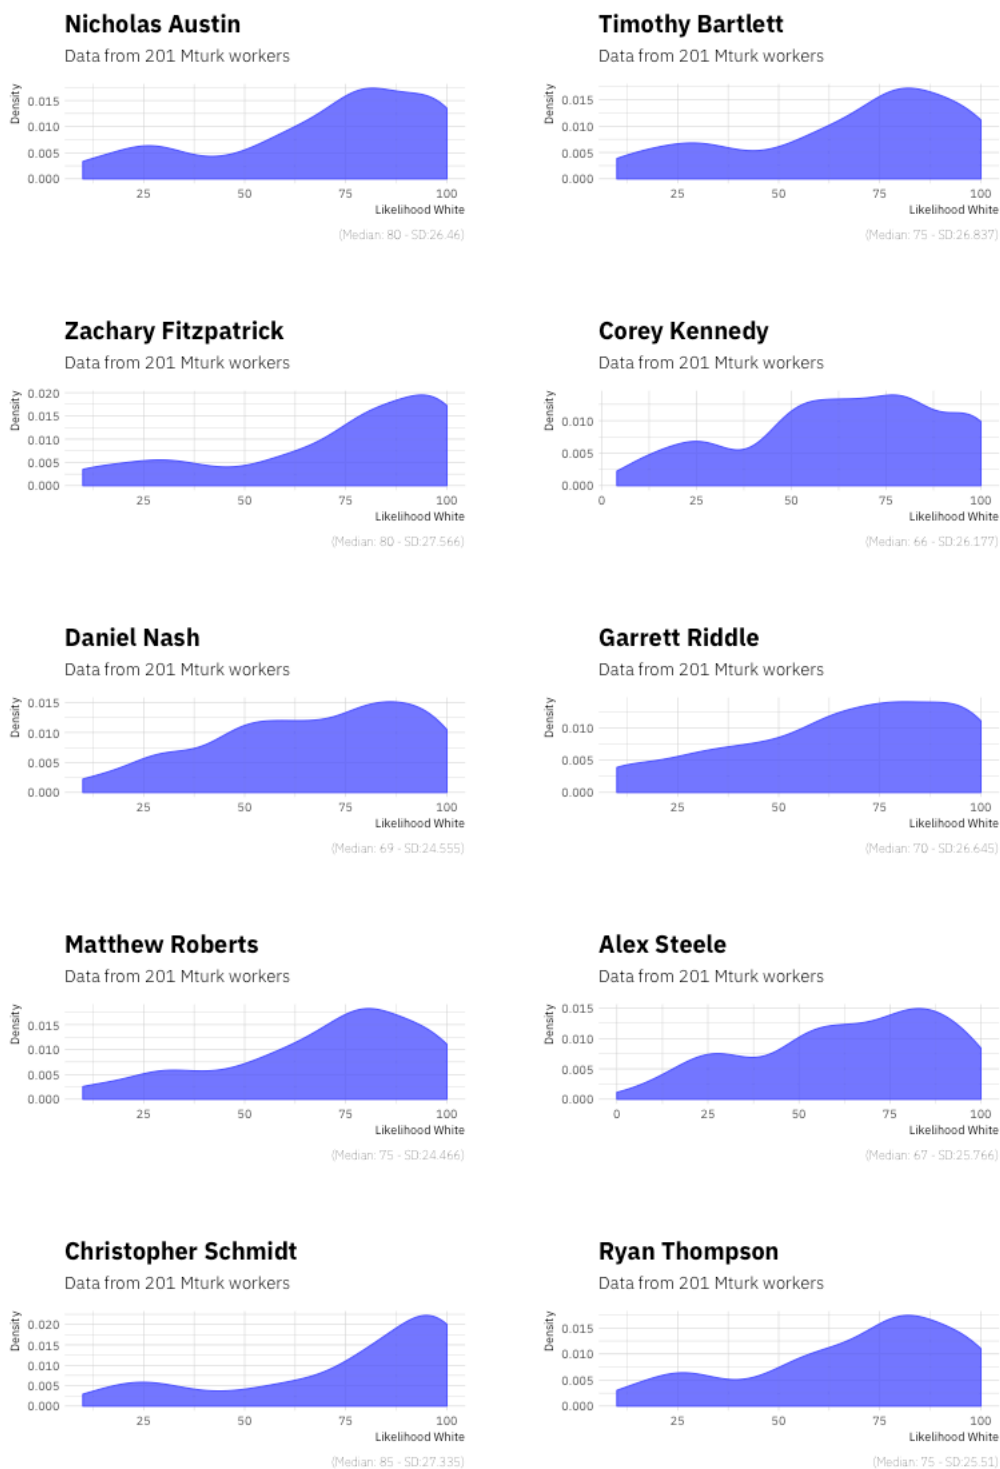 Nicholas Austin
Data from 201 Mturk workers
Density
0.015
0.010
0.005
0.000
25 50 75 100
Likelihood White
(Median: 80 - SD:26.46)
Timothy Bartlett
Data from 201 Mturk workers
Density
0.015
0.010
0.005
0.000
25 50 75 100
Likelihood White
(Median: 75 - SD:26.837)
Zachary Fitzpatrick
Data from 201 Mturk workers
Density
0.020
0.015
0.010
0.005
0.000
25 50 75 100
Likelihood White
(Median: 80 - SD:27.566)
Corey Kennedy
Data from 201 Mturk workers
Density
0.010
0.005
0.000
0 25 50 75 100
Likelihood White
(Median: 66 - SD:26.177)
Daniel Nash
Data from 201 Mturk workers
Density
0.015
0.010
0.005
0.000
25 50 75 100
Likelihood White
(Median: 69 - SD:24.555)
Garrett Riddle
Data from 201 Mturk workers
Density
0.010
0.005
0.000
25 50 75 100
Likelihood White
(Median: 70 - SD:26.645)
Matthew Roberts
Data from 201 Mturk workers
Density
0.015
0.010
0.005
0.000
25 50 75 100
Likelihood White
(Median: 75 - SD:24.466)
Alex Steele
Data from 201 Mturk workers
Density
0.015
0.010
0.005
0.000
0 25 50 75 100
Likelihood White
(Median: 67 - SD:25.766)
Christopher Schmidt
Data from 201 Mturk workers
Density
0.020
0.015
0.010
0.005
0.000
25 50 75 100
Likelihood White
(Median: 85 - SD:27.335)
Ryan Thompson
Data from 201 Mturk workers
Density
0.015
0.010
0.005
0.000
25 50 75 100
Likelihood White
(Median: 75 - SD:25.51)